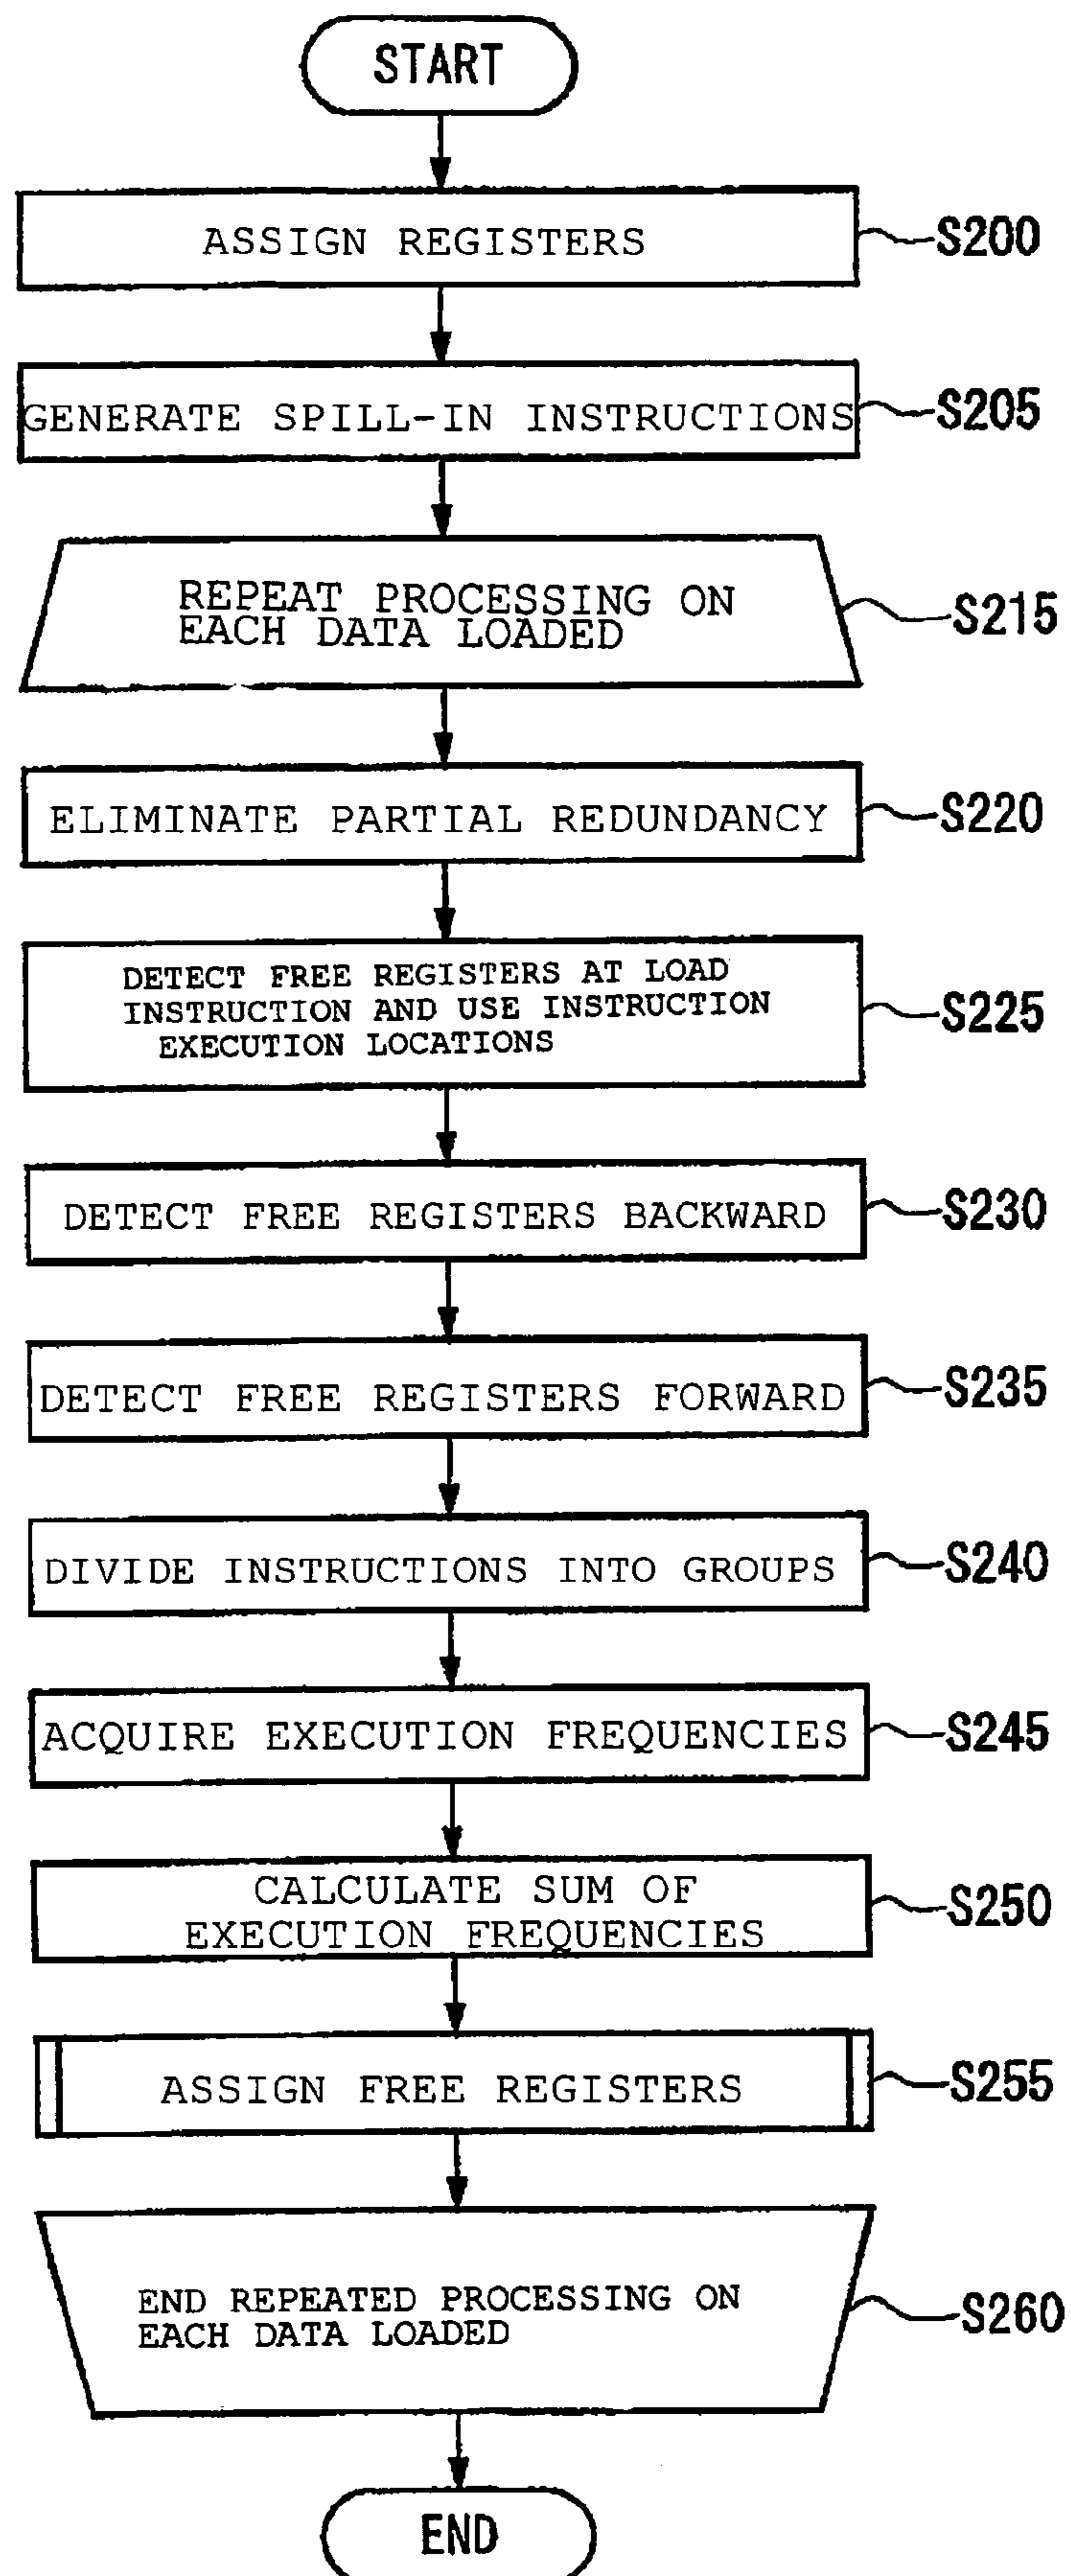 START
ASSIGN REGISTERS
S200
GENERATE SPILL-IN INSTRUCTIONS
S205
REPEAT PROCESSING ON
EACH DATA LOADED
S215
ELIMINATE PARTIAL REDUNDANCY
S220
DETECT FREE REGISTERS AT LOAD
INSTRUCTION AND USE INSTRUCTION
EXECUTION LOCATIONS
S225
DETECT FREE REGISTERS BACKWARD
S230
DETECT FREE REGISTERS FORWARD
S235
DIVIDE INSTRUCTIONS INTO GROUPS
S240
ACQUIRE EXECUTION FREQUENCIES
S245
CALCULATE SUM OF
EXECUTION FREQUENCIES
S250
ASSIGN FREE REGISTERS
S255
END REPEATED PROCESSING ON
EACH DATA LOADED
S260
END